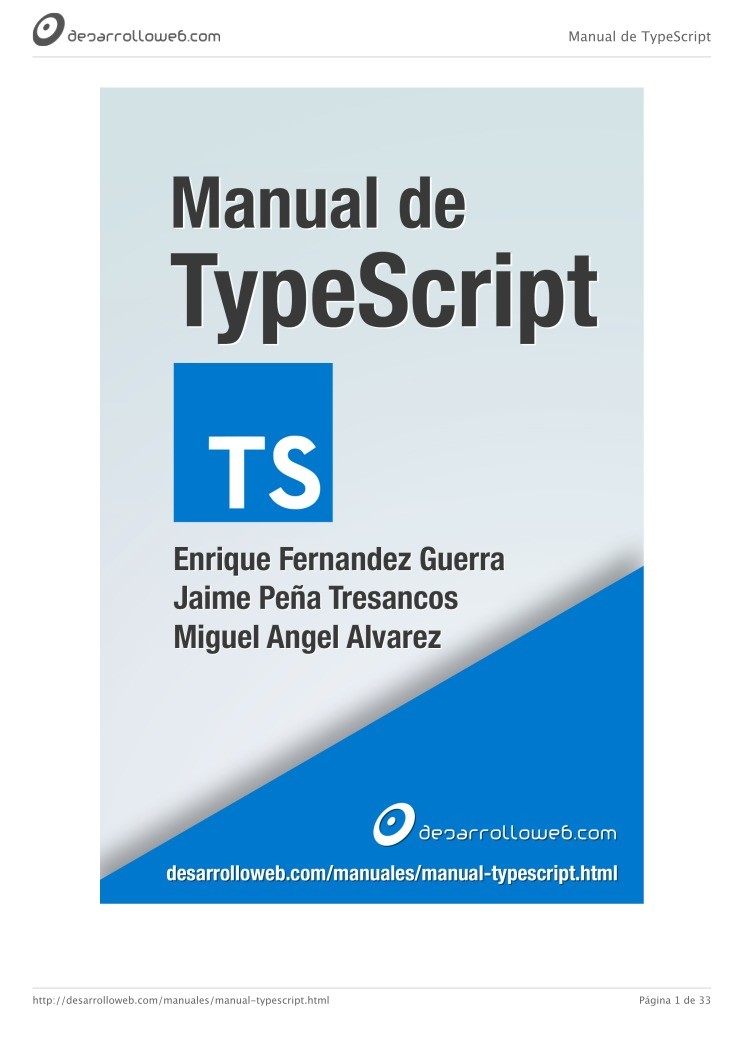 desarrolloweb.com
Manual de TypeScript
Manual de
TypeScript
TS
Enrique Fernandez Guerra
Jaime Peña Tresancos
Miguel Angel Alvarez
desarrolloweb.com
desarrolloweb.com/manuales/manual-typescript.html
http://desarrolloweb.com/manuales/manual-typescript.html
Página 1 de 33